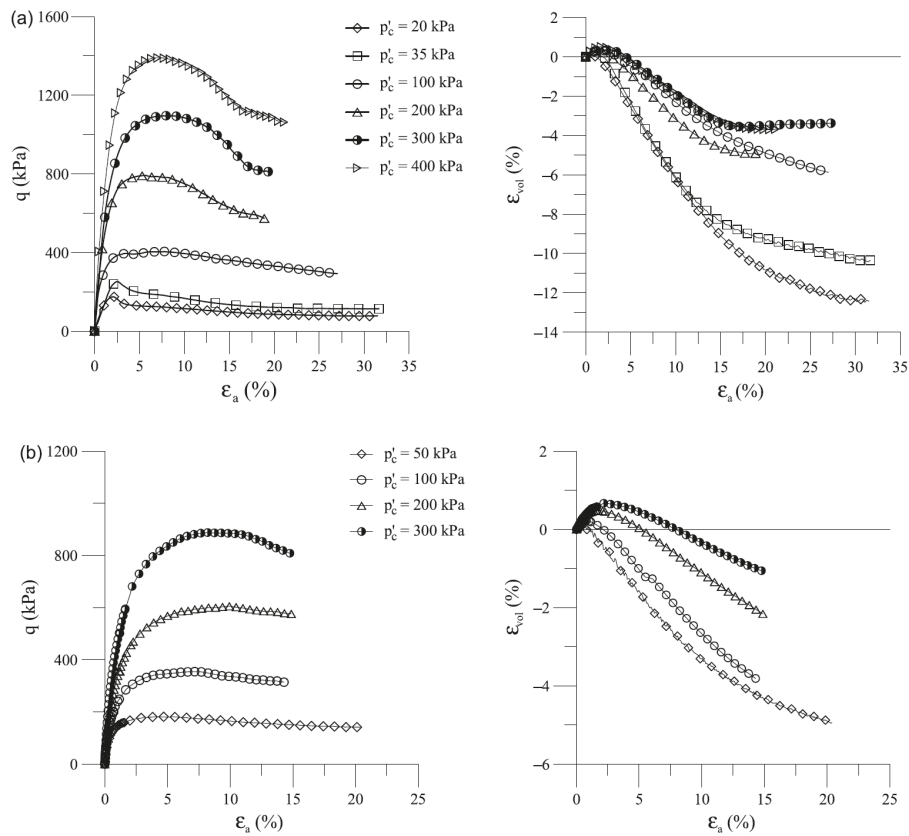 (a)
1600
1200
800
400
0
q (kPa)
0 5 10 15 20 25 30 35
εa (%)
p'c = 20 kPa
p'c = 35 kPa
p'c = 100 kPa
p'c = 200 kPa
p'c = 300 kPa
p'c = 400 kPa
2
0
−2
−4
−6
−8
−10
−12
−14
εvol (%)
0 5 10 15 20 25 30 35
εa (%)
(b)
1200
800
400
0
q (kPa)
0 5 10 15 20 25
εa (%)
p'c = 50 kPa
p'c = 100 kPa
p'c = 200 kPa
p'c = 300 kPa
2
0
−2
−4
−6
εvol (%)
0 5 10 15 20 25
εa (%)